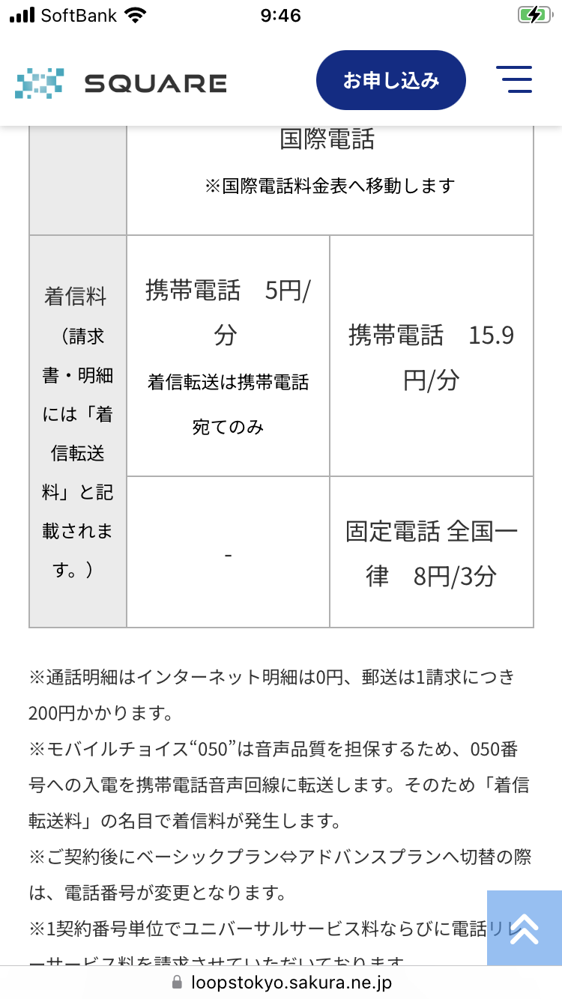 SoftBank 9:46
SQUARE お申し込み
国際電話
※国際電話料金表へ移動します
着信料
（請求
書・明細
には「着
信転送
料」と記
載されま
す。）
携帯電話　5円/
分
着信転送は携帯電話
宛てのみ
携帯電話　15.9
円/分
-
固定電話 全国一
律　8円/3分
※通話明細はインターネット明細は0円、郵送は1請求につき
200円かかります。
※モバイルチョイス“050”は音声品質を担保するため、050番
号への入電を携帯電話音声回線に転送します。そのため「着信
転送料」の名目で着信料が発生します。
※ご契約後にベーシックプラン⇔アドバンスプランへ切替の際
は、電話番号が変更となります。
※1契約番号単位でユニバーサルサービス料ならびに電話リレ
ーサービス料を請求させていただいております
loopstokyo.sakura.ne.jp